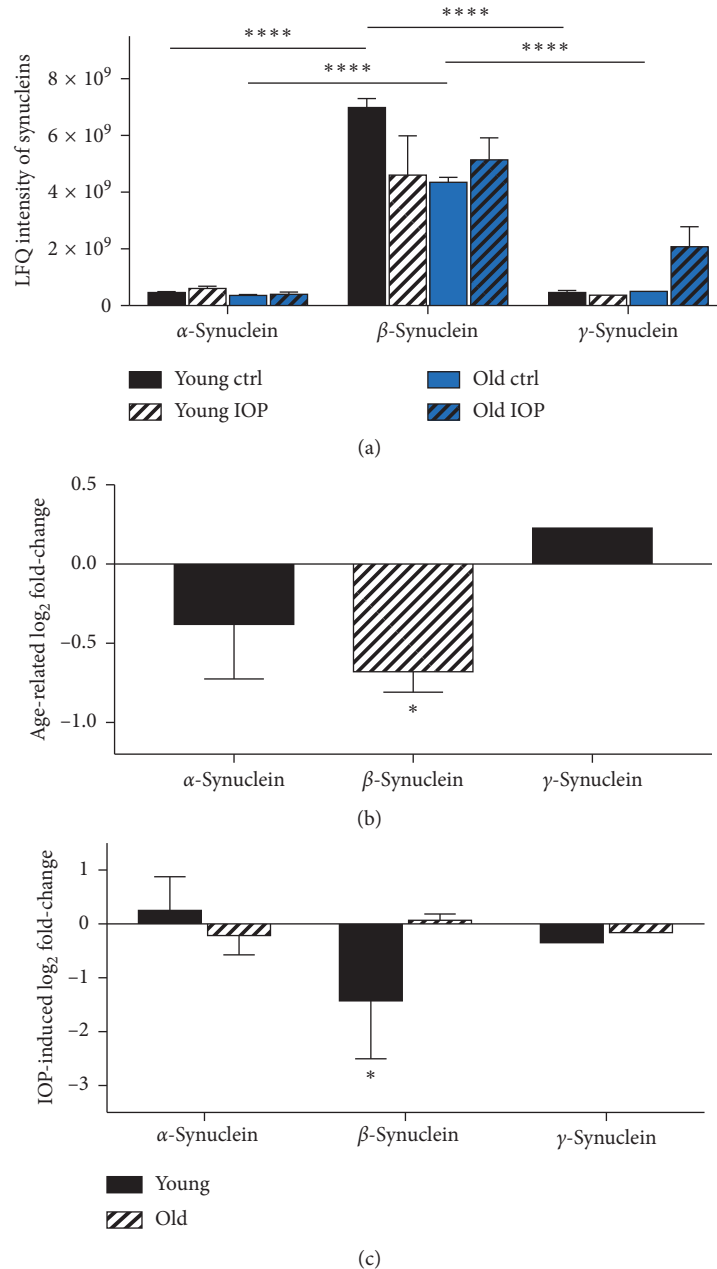 ****
****
****
****
LFQ intensity of synucleins
8 × 10⁹
6 × 10⁹
4 × 10⁹
2 × 10⁹
0
α-Synuclein β-Synuclein γ-Synuclein
Young ctrl Old ctrl
Young IOP Old IOP
(a)
Age-related log₂ fold-change
0.5
0.0
−0.5
−1.0
*
α-Synuclein β-Synuclein γ-Synuclein
(b)
IOP-induced log₂ fold-change
1
0
−1
−2
−3
*
α-Synuclein β-Synuclein γ-Synuclein
Young
Old
(c)